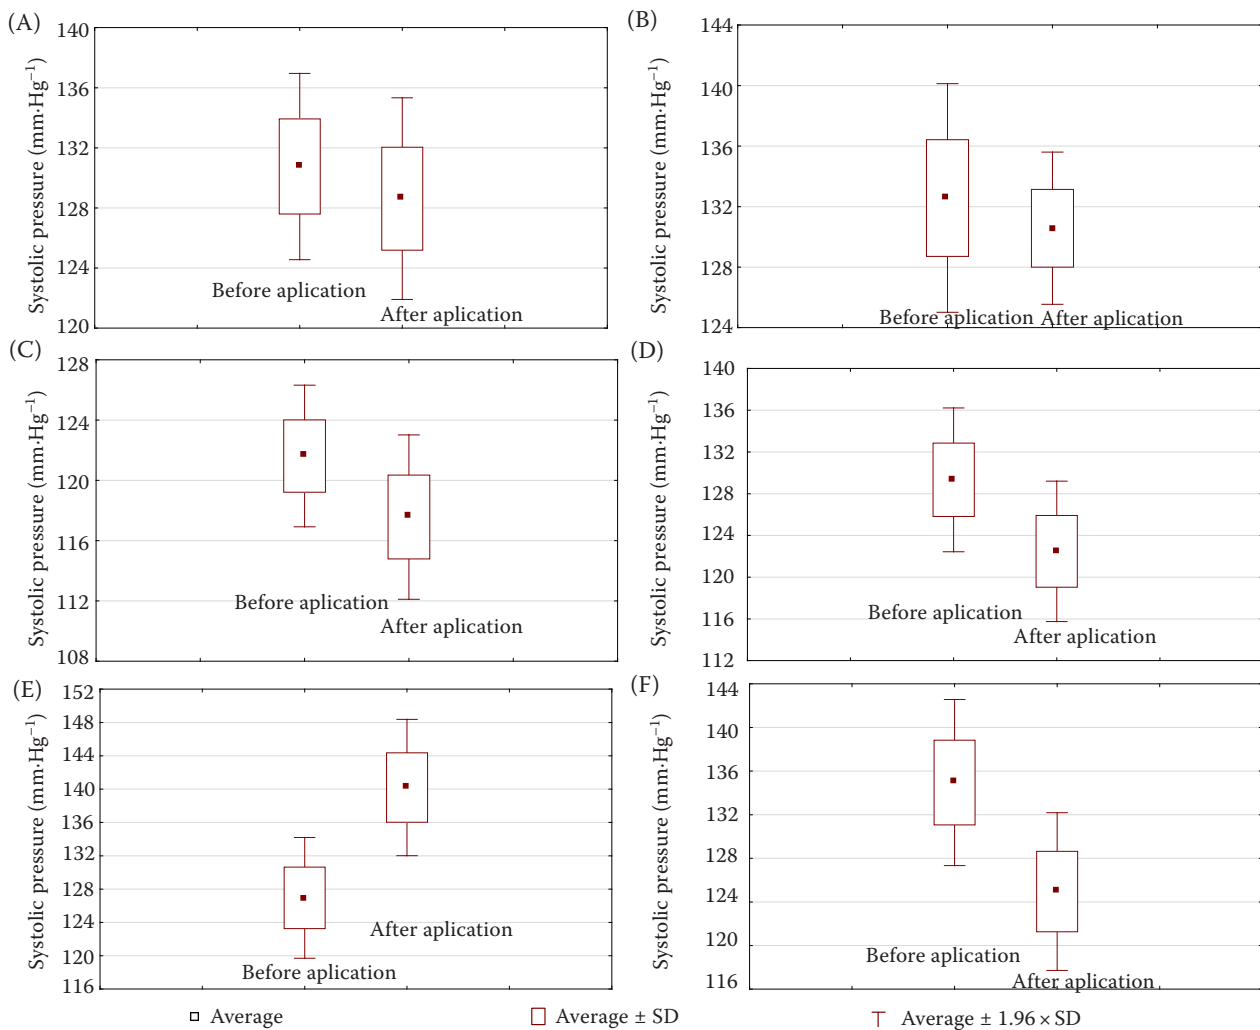 (A)
Systolic pressure (mm·Hg⁻¹)
140
136
132
128
124
120
Before aplication
After aplication
(B)
Systolic pressure (mm·Hg⁻¹)
144
140
136
132
128
124
Before aplication
After aplication
(C)
Systolic pressure (mm·Hg⁻¹)
128
124
120
116
112
108
Before aplication
After aplication
(D)
Systolic pressure (mm·Hg⁻¹)
140
136
132
128
124
120
116
112
Before aplication
After aplication
(E)
Systolic pressure (mm·Hg⁻¹)
152
148
144
140
136
132
128
124
120
116
After aplication
Before aplication
(F)
Systolic pressure (mm·Hg⁻¹)
144
140
136
132
128
124
120
116
Before aplication
After aplication
Average
Average ± SD
Average ± 1.96 × SD